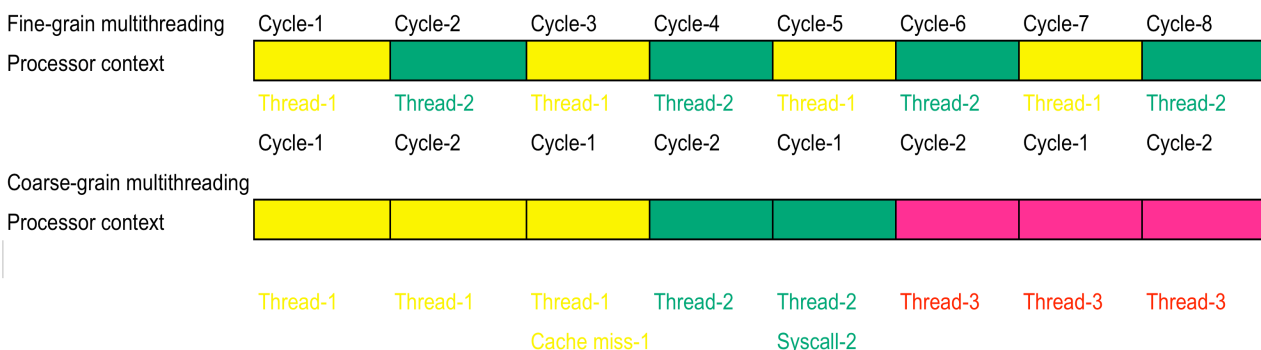 Fine-grain multithreading Cycle-1 Cycle-2 Cycle-3 Cycle-4 Cycle-5 Cycle-6 Cycle-7 Cycle-8
Processor context
Thread-1 Thread-2 Thread-1 Thread-2 Thread-1 Thread-2 Thread-1 Thread-2
Cycle-1 Cycle-2 Cycle-1 Cycle-2 Cycle-1 Cycle-2 Cycle-1 Cycle-2
Coarse-grain multithreading
Processor context
Thread-1 Thread-1 Thread-1 Thread-2 Thread-2 Thread-3 Thread-3 Thread-3
Cache miss-1 Syscall-2